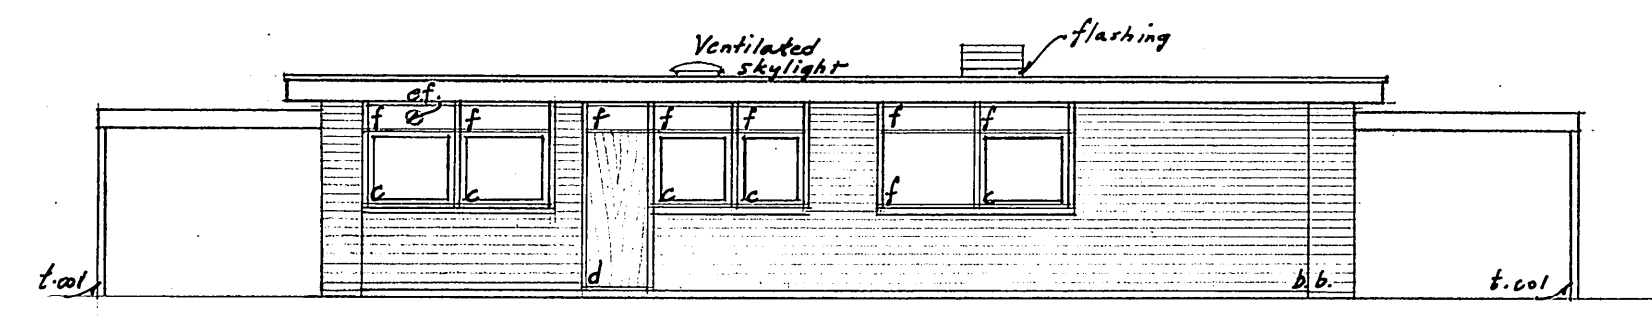 Ventilated
skylight
flashing
ef.
f f f f f f f
c c c c f c
t.col d b. b. t.col